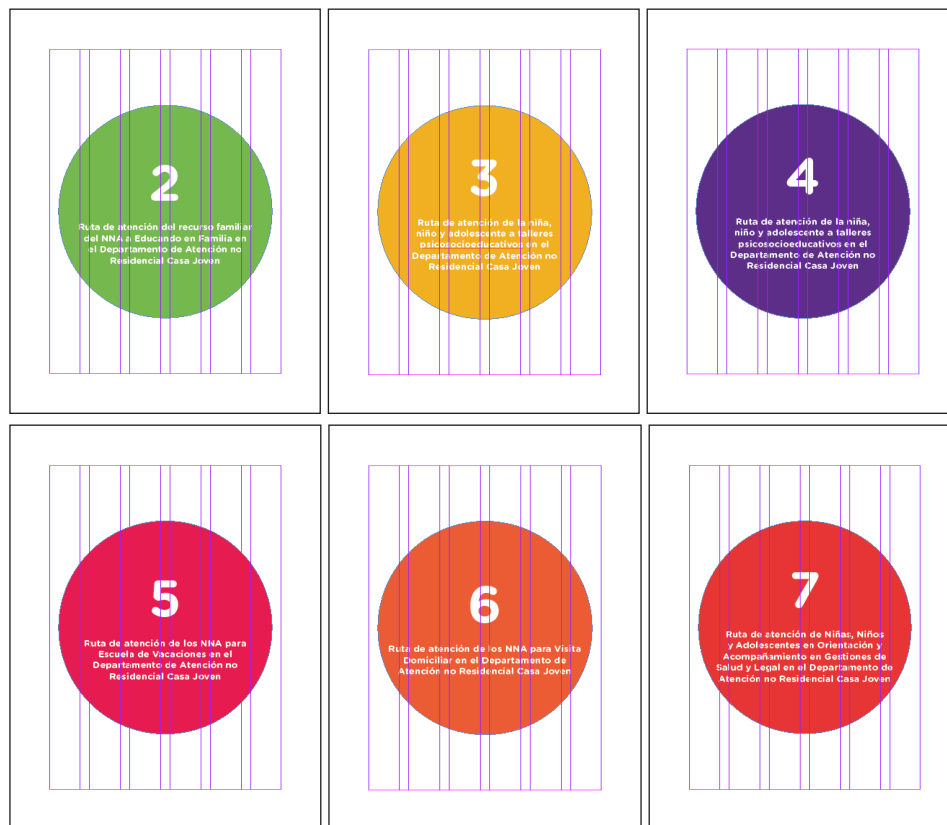 2
Ruta de atención del recurso familiar
del NNA a Educando en Familia en
el Departamento de Atención no
Residencial Casa Joven
3
Ruta de atención de la niña,
niño y adolescente a talleres
psicosocioeducativos en el
Departamento de Atención no
Residencial Casa Joven
4
Ruta de atención de la niña,
niño y adolescente a talleres
psicosocioeducativos en el
Departamento de Atención no
Residencial Casa Joven
5
Ruta de atención de los NNA para
Escuela de Vacaciones en el
Departamento de Atención no
Residencial Casa Joven
6
Ruta de atención de los NNA para Visita
Domiciliar en el Departamento de
Atención no Residencial Casa Joven
7
Ruta de atención de Niñas, Niños
y Adolescentes en Orientación y
Acompañamiento en Gestiones de
Salud y Legal en el Departamento de
Atención no Residencial Casa Joven